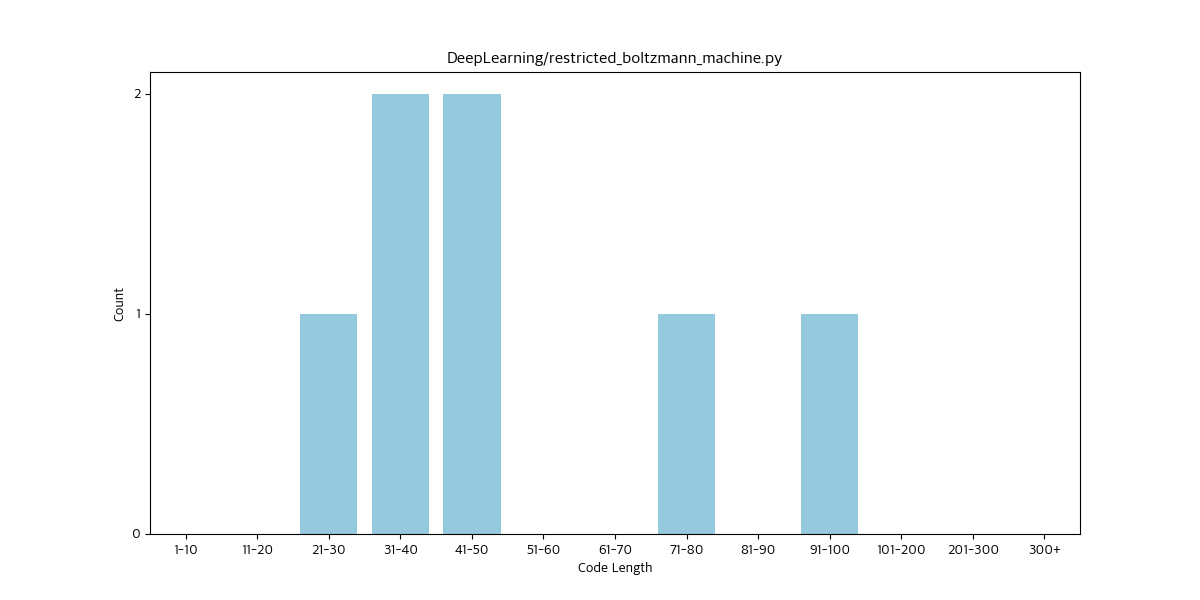 DeepLearning/restricted_boltzmann_machine.py
Count
2
1
0
1-10 11-20 21-30 31-40 41-50 51-60 61-70 71-80 81-90 91-100 101-200 201-300 300+
Code Length